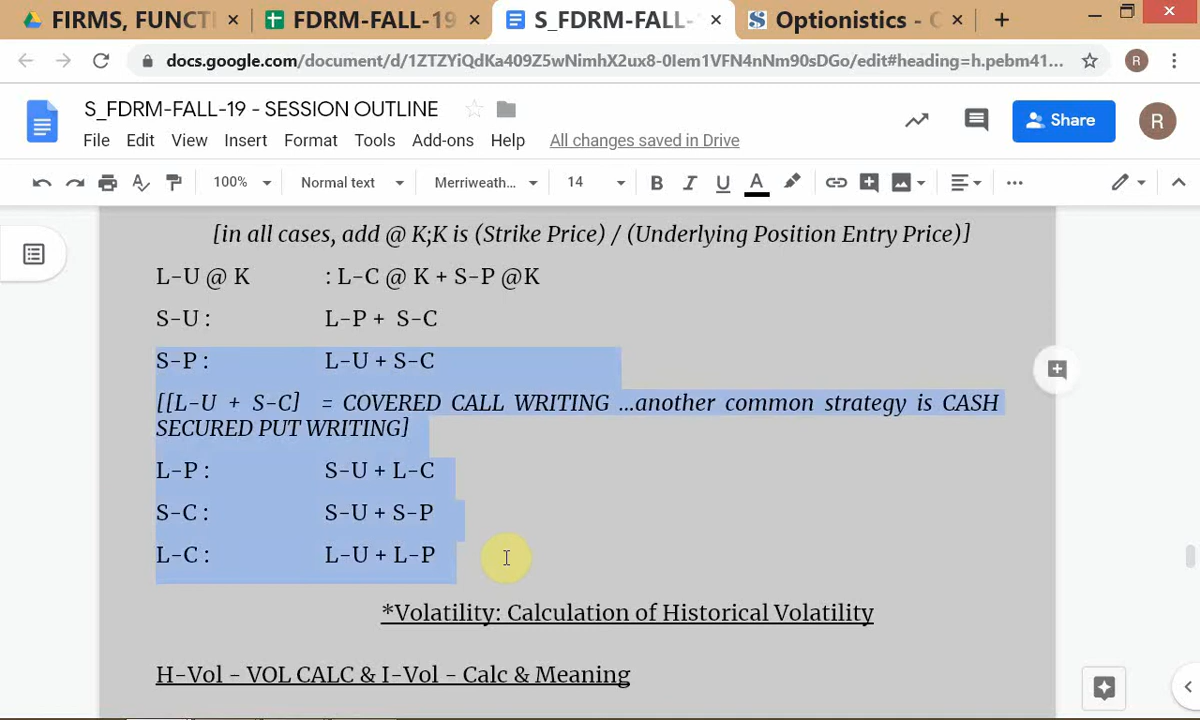 FIRMS, FUNCTI
FDRM-FALL-19
S_FDRM-FALL-
Optionistics -
docs.google.com/document/d/1ZTZYiQdKa409Z5wNimhX2ux8-0Iem1VFN4nNm90sDGo/edit#heading=h.pebm41...
R
S_FDRM-FALL-19 - SESSION OUTLINE
File Edit View Insert Format Tools Add-ons Help All changes saved in Drive
Share
R
100% Normal text Merriweath... 14 B I U A ...
[in all cases, add @ K;K is (Strike Price) / (Underlying Position Entry Price)]
L-U @ K : L-C @ K + S-P @K
S-U : L-P + S-C
S-P : L-U + S-C
[[L-U + S-C] = COVERED CALL WRITING ...another common strategy is CASH
SECURED PUT WRITING]
L-P : S-U + L-C
S-C : S-U + S-P
L-C : L-U + L-P
*Volatility: Calculation of Historical Volatility
H-Vol - VOL CALC & I-Vol - Calc & Meaning